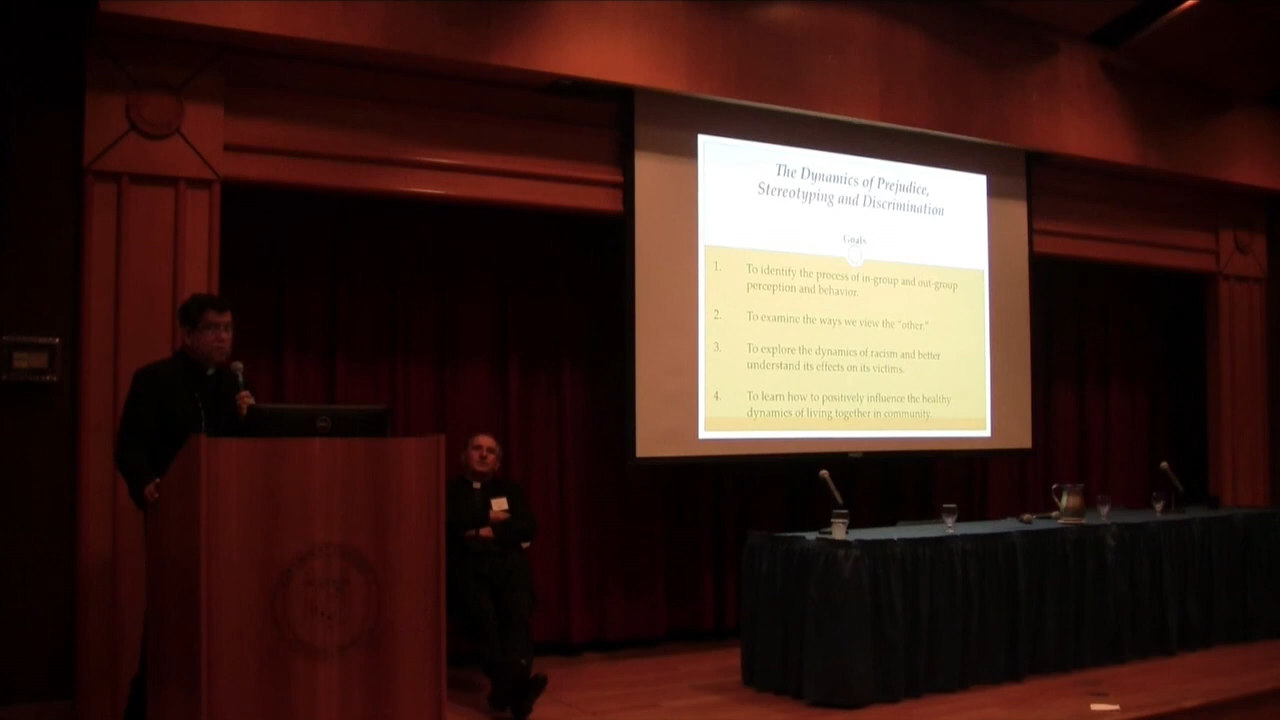 The Dynamics of Prejudice,
Stereotyping and Discrimination
Goals
1. To identify the process of in-group and out-group
perception and behavior.
2. To examine the ways we view the "other."
3. To explore the dynamics of racism and better
understand its effects on its victims.
4. To learn how to positively influence the healthy
dynamics of living together in community.